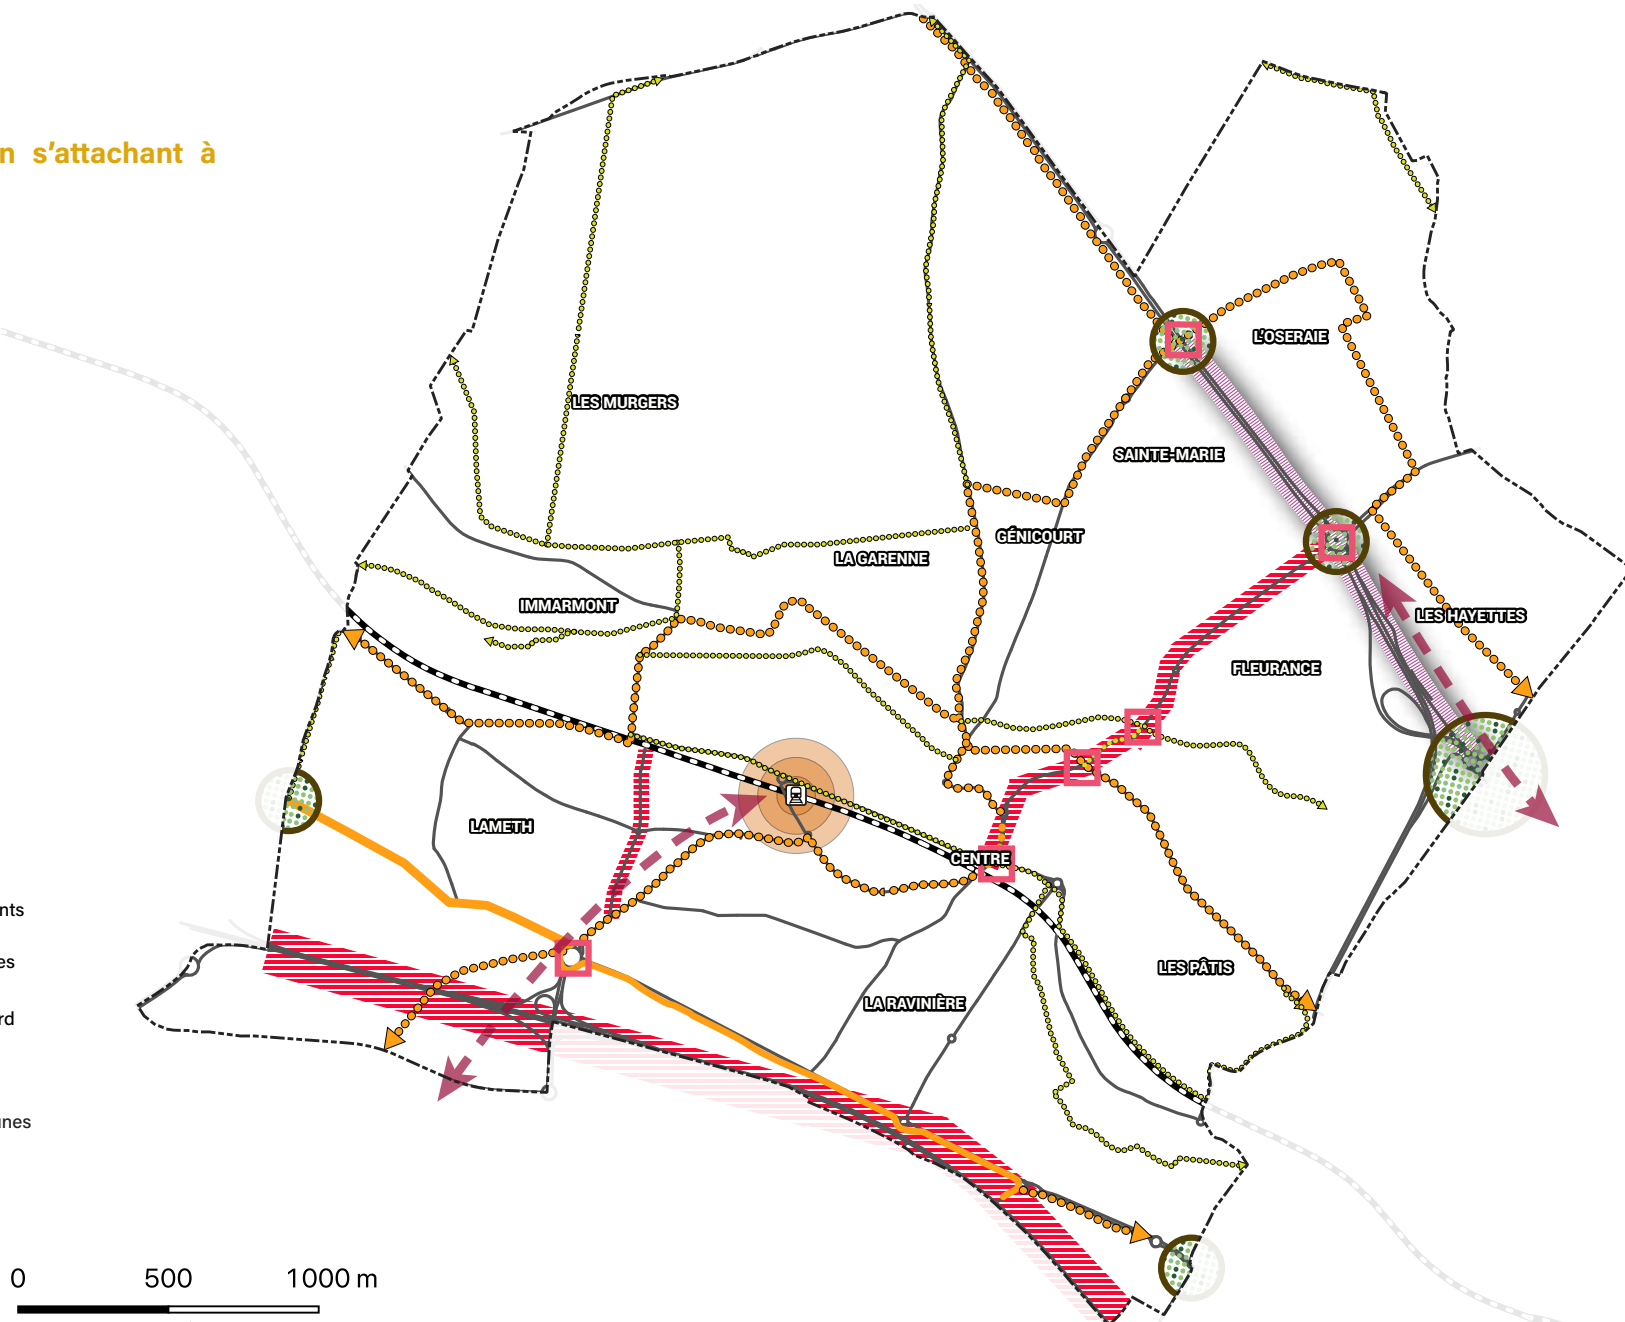 n s'attachant à
L'OSERAIE
LES MURGERS
SAINTE-MARIE
GÉNICOURT
LA GARENNE
IMMARMONT
LES HAYETTES
FLEURANCE
LAMETH
CENTRE
nts
es
LES PÂTIS
LA RAVINIÈRE
rd
nes
0 500 1000 m